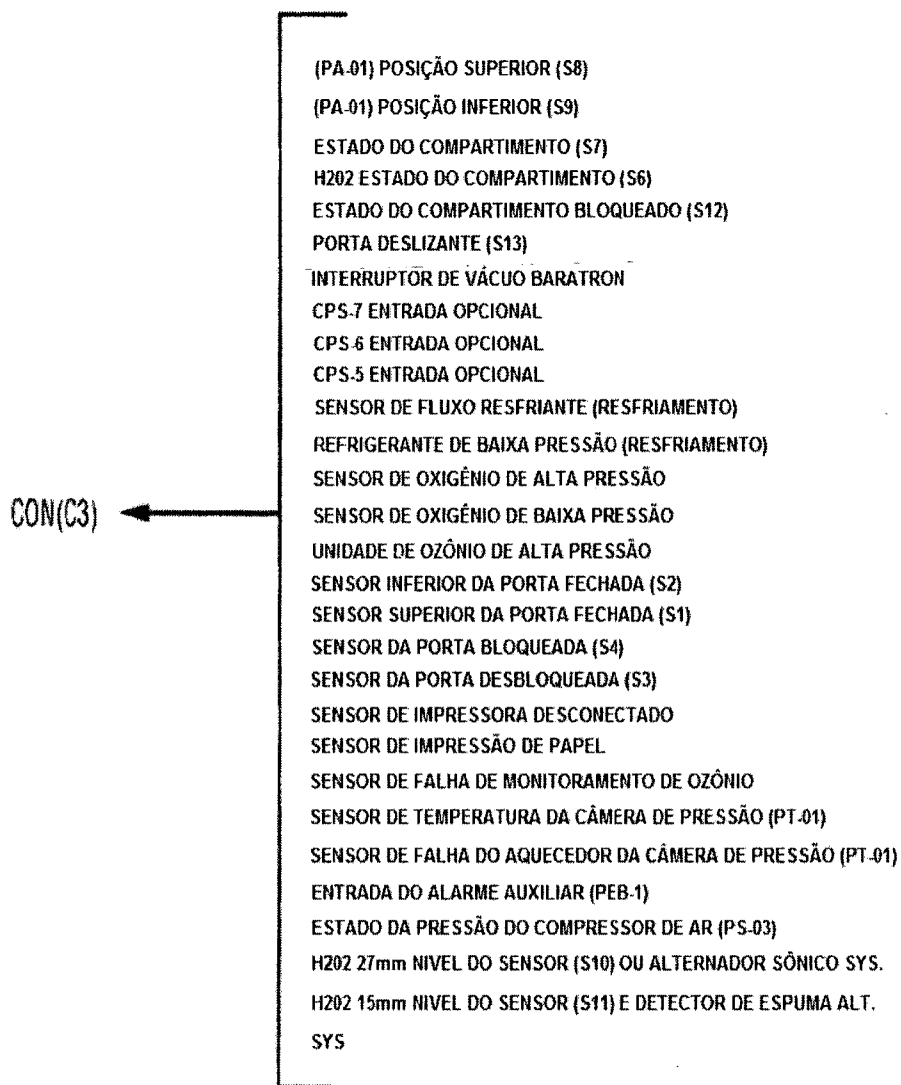 (PA-01) POSIÇÃO SUPERIOR (S8)
(PA-01) POSIÇÃO INFERIOR (S9)
ESTADO DO COMPARTIMENTO (S7)
H202 ESTADO DO COMPARTIMENTO (S6)
ESTADO DO COMPARTIMENTO BLOQUEADO (S12)
PORTA DESLIZANTE (S13)
INTERRUPTOR DE VÁCUO BARATRON
CPS-7 ENTRADA OPCIONAL
CPS-6 ENTRADA OPCIONAL
CPS-5 ENTRADA OPCIONAL
SENSOR DE FLUXO RESFRIANTE (RESFRIAMENTO)
REFRIGERANTE DE BAIXA PRESSÃO (RESFRIAMENTO)
SENSOR DE OXIGÊNIO DE ALTA PRESSÃO
CON(C3)
SENSOR DE OXIGÊNIO DE BAIXA PRESSÃO
UNIDADE DE OZÔNIO DE ALTA PRESSÃO
SENSOR INFERIOR DA PORTA FECHADA (S2)
SENSOR SUPERIOR DA PORTA FECHADA (S1)
SENSOR DA PORTA BLOQUEADA (S4)
SENSOR DA PORTA DESBLOQUEADA (S3)
SENSOR DE IMPRESSORA DESCONECTADO
SENSOR DE IMPRESSÃO DE PAPEL
SENSOR DE FALHA DE MONITORAMENTO DE OZÔNIO
SENSOR DE TEMPERATURA DA CÂMERA DE PRESSÃO (PT-01)
SENSOR DE FALHA DO AQUECEDOR DA CÂMERA DE PRESSÃO (PT-01)
ENTRADA DO ALARME AUXILIAR (PEB-1)
ESTADO DA PRESSÃO DO COMPRESSOR DE AR (PS-03)
H202 27mm NIVEL DO SENSOR (S10) OU ALTERNADOR SÔNICO SYS.
H202 15mm NIVEL DO SENSOR (S11) E DETECTOR DE ESPUMA ALT.
SYS